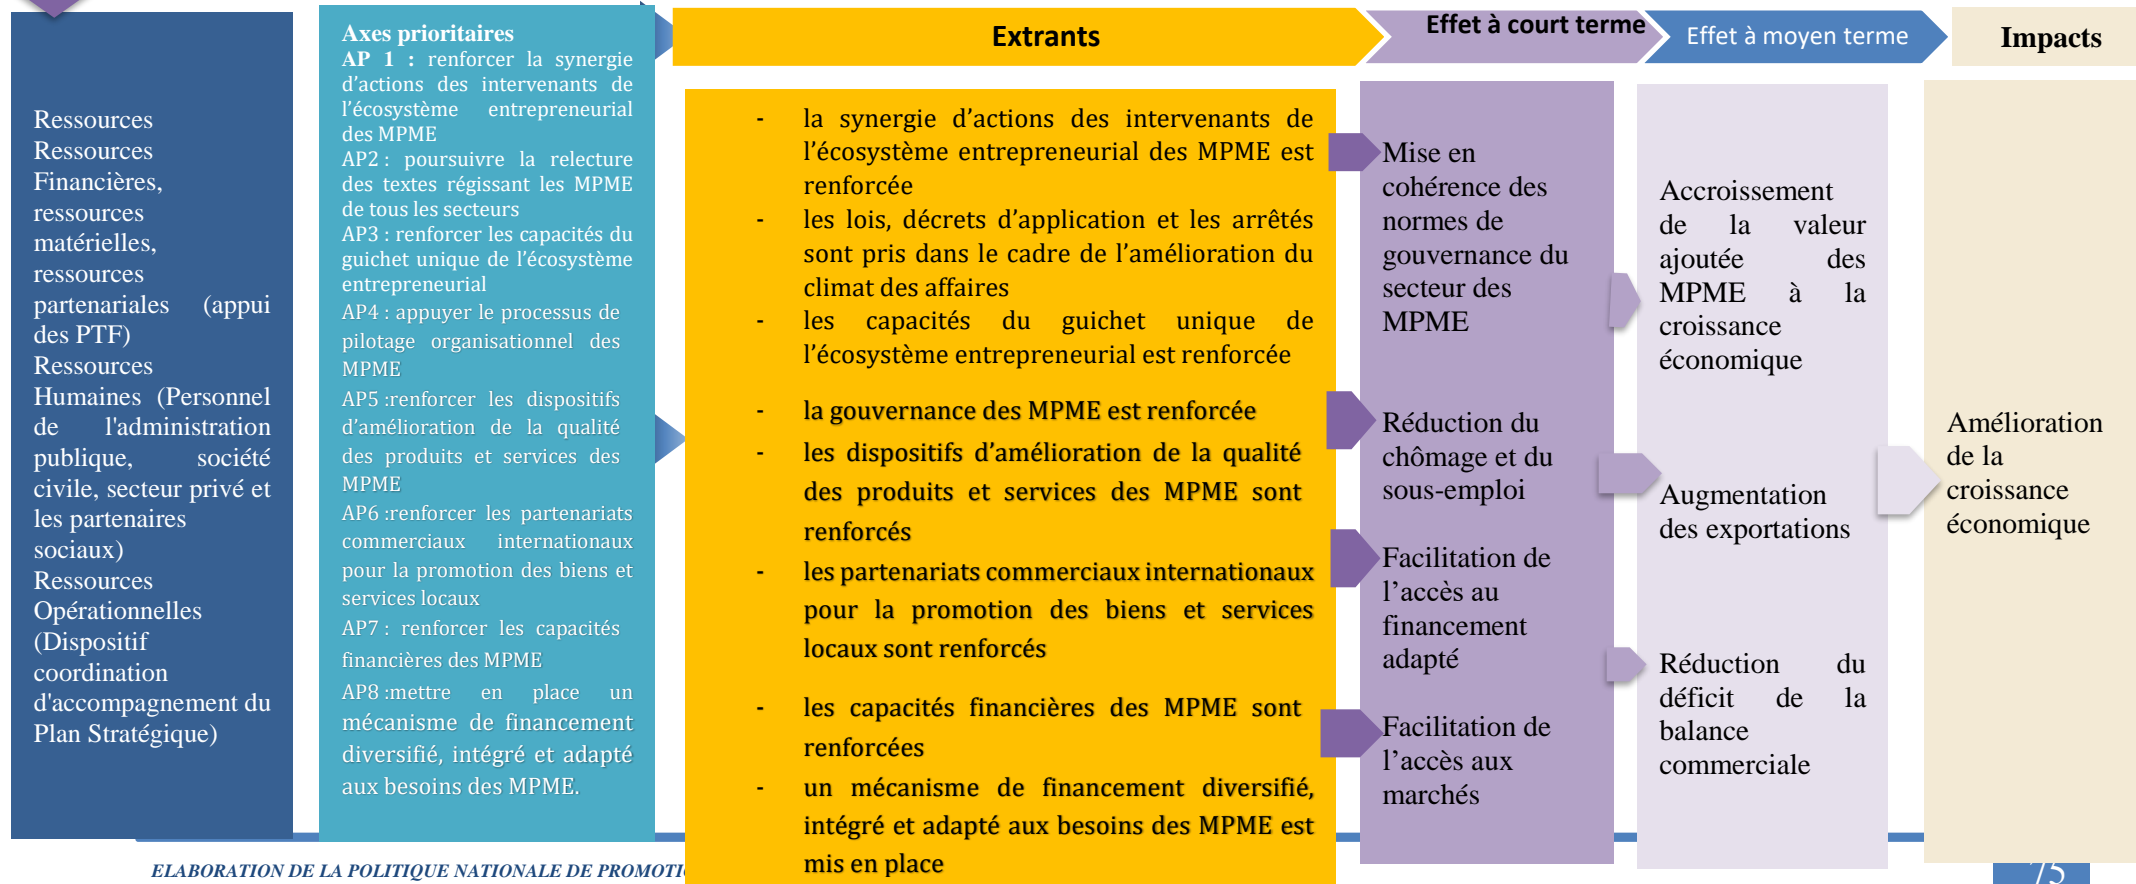 Ressources
Ressources
Financières,
ressources
matérielles,
ressources
partenariales (appui
des PTF)
Ressources
Humaines (Personnel
de l'administration
publique, société
civile, secteur privé et
les partenaires
sociaux)
Ressources
Opérationnelles
(Dispositif
coordination
d'accompagnement du
Plan Stratégique)
Axes prioritaires
AP 1 : renforcer la synergie
d’actions des intervenants de
l’écosystème entrepreneurial
des MPME
AP2 : poursuivre la relecture
des textes régissant les MPME
de tous les secteurs
AP3 : renforcer les capacités du
guichet unique de l’écosystème
entrepreneurial
AP4 : appuyer le processus de
pilotage organisationnel des
MPME
AP5 :renforcer les dispositifs
d’amélioration de la qualité
des produits et services des
MPME
AP6 :renforcer les partenariats
commerciaux internationaux
pour la promotion des biens et
services locaux
AP7 : renforcer les capacités
financières des MPME
AP8 :mettre en place un
mécanisme de financement
diversifié, intégré et adapté
aux besoins des MPME.
Extrants
- la synergie d’actions des intervenants de
l’écosystème entrepreneurial des MPME est
renforcée
- les lois, décrets d’application et les arrêtés
sont pris dans le cadre de l’amélioration du
climat des affaires
- les capacités du guichet unique de
l’écosystème entrepreneurial est renforcée
- la gouvernance des MPME est renforcée
- les dispositifs d’amélioration de la qualité
des produits et services des MPME sont
renforcés
- les partenariats commerciaux internationaux
pour la promotion des biens et services
locaux sont renforcés
- les capacités financières des MPME sont
renforcées
- un mécanisme de financement diversifié,
intégré et adapté aux besoins des MPME est
mis en place
Effet à court terme
Mise en
cohérence des
normes de
gouvernance du
secteur des
MPME
Réduction du
chômage et du
sous-emploi
Facilitation de
l’accès au
financement
adapté
Facilitation de
l’accès aux
marchés
Effet à moyen terme
Accroissement
de la valeur
ajoutée des
MPME à la
croissance
économique
Augmentation
des exportations
Réduction du
déficit de la
balance
commerciale
Impacts
Amélioration
de la
croissance
économique
ELABORATION DE LA POLITIQUE NATIONALE DE
75